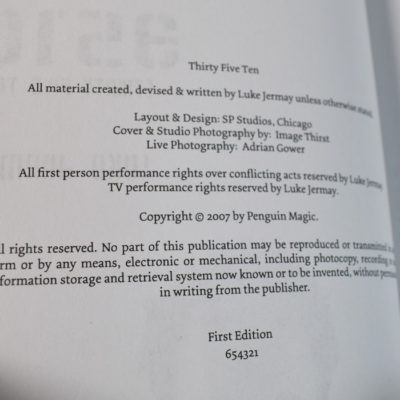 Thirty Five Ten
All material created, devised & written by Luke Jermay unless otherwise stated.
Layout & Design: SP Studios, Chicago
Cover & Studio Photography by: Image Thirst
Live Photography: Adrian Gower
All first person performance rights over conflicting acts reserved by Luke Jermay
TV performance rights reserved by Luke Jermay.
Copyright © 2007 by Penguin Magic.
rights reserved. No part of this publication may be reproduced or transmitted
or by any means, electronic or mechanical, including photocopy, recording
storage and retrieval system now known or to be invented, without
in writing from the publisher.
First Edition
654321